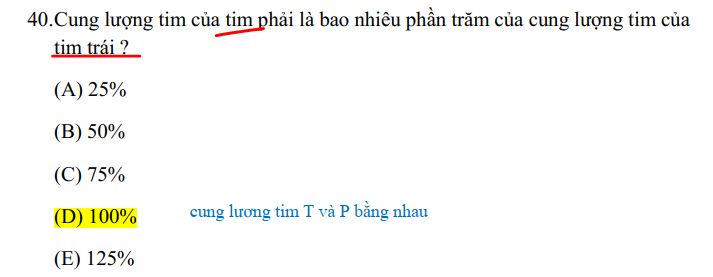 40.Cung lượng tim của tim phải là bao nhiêu phần trăm của cung lượng tim của
tim trái ?
(A) 25%
(B) 50%
(C) 75%
(D) 100%
cung lương tim T và P bằng nhau
(E) 125%